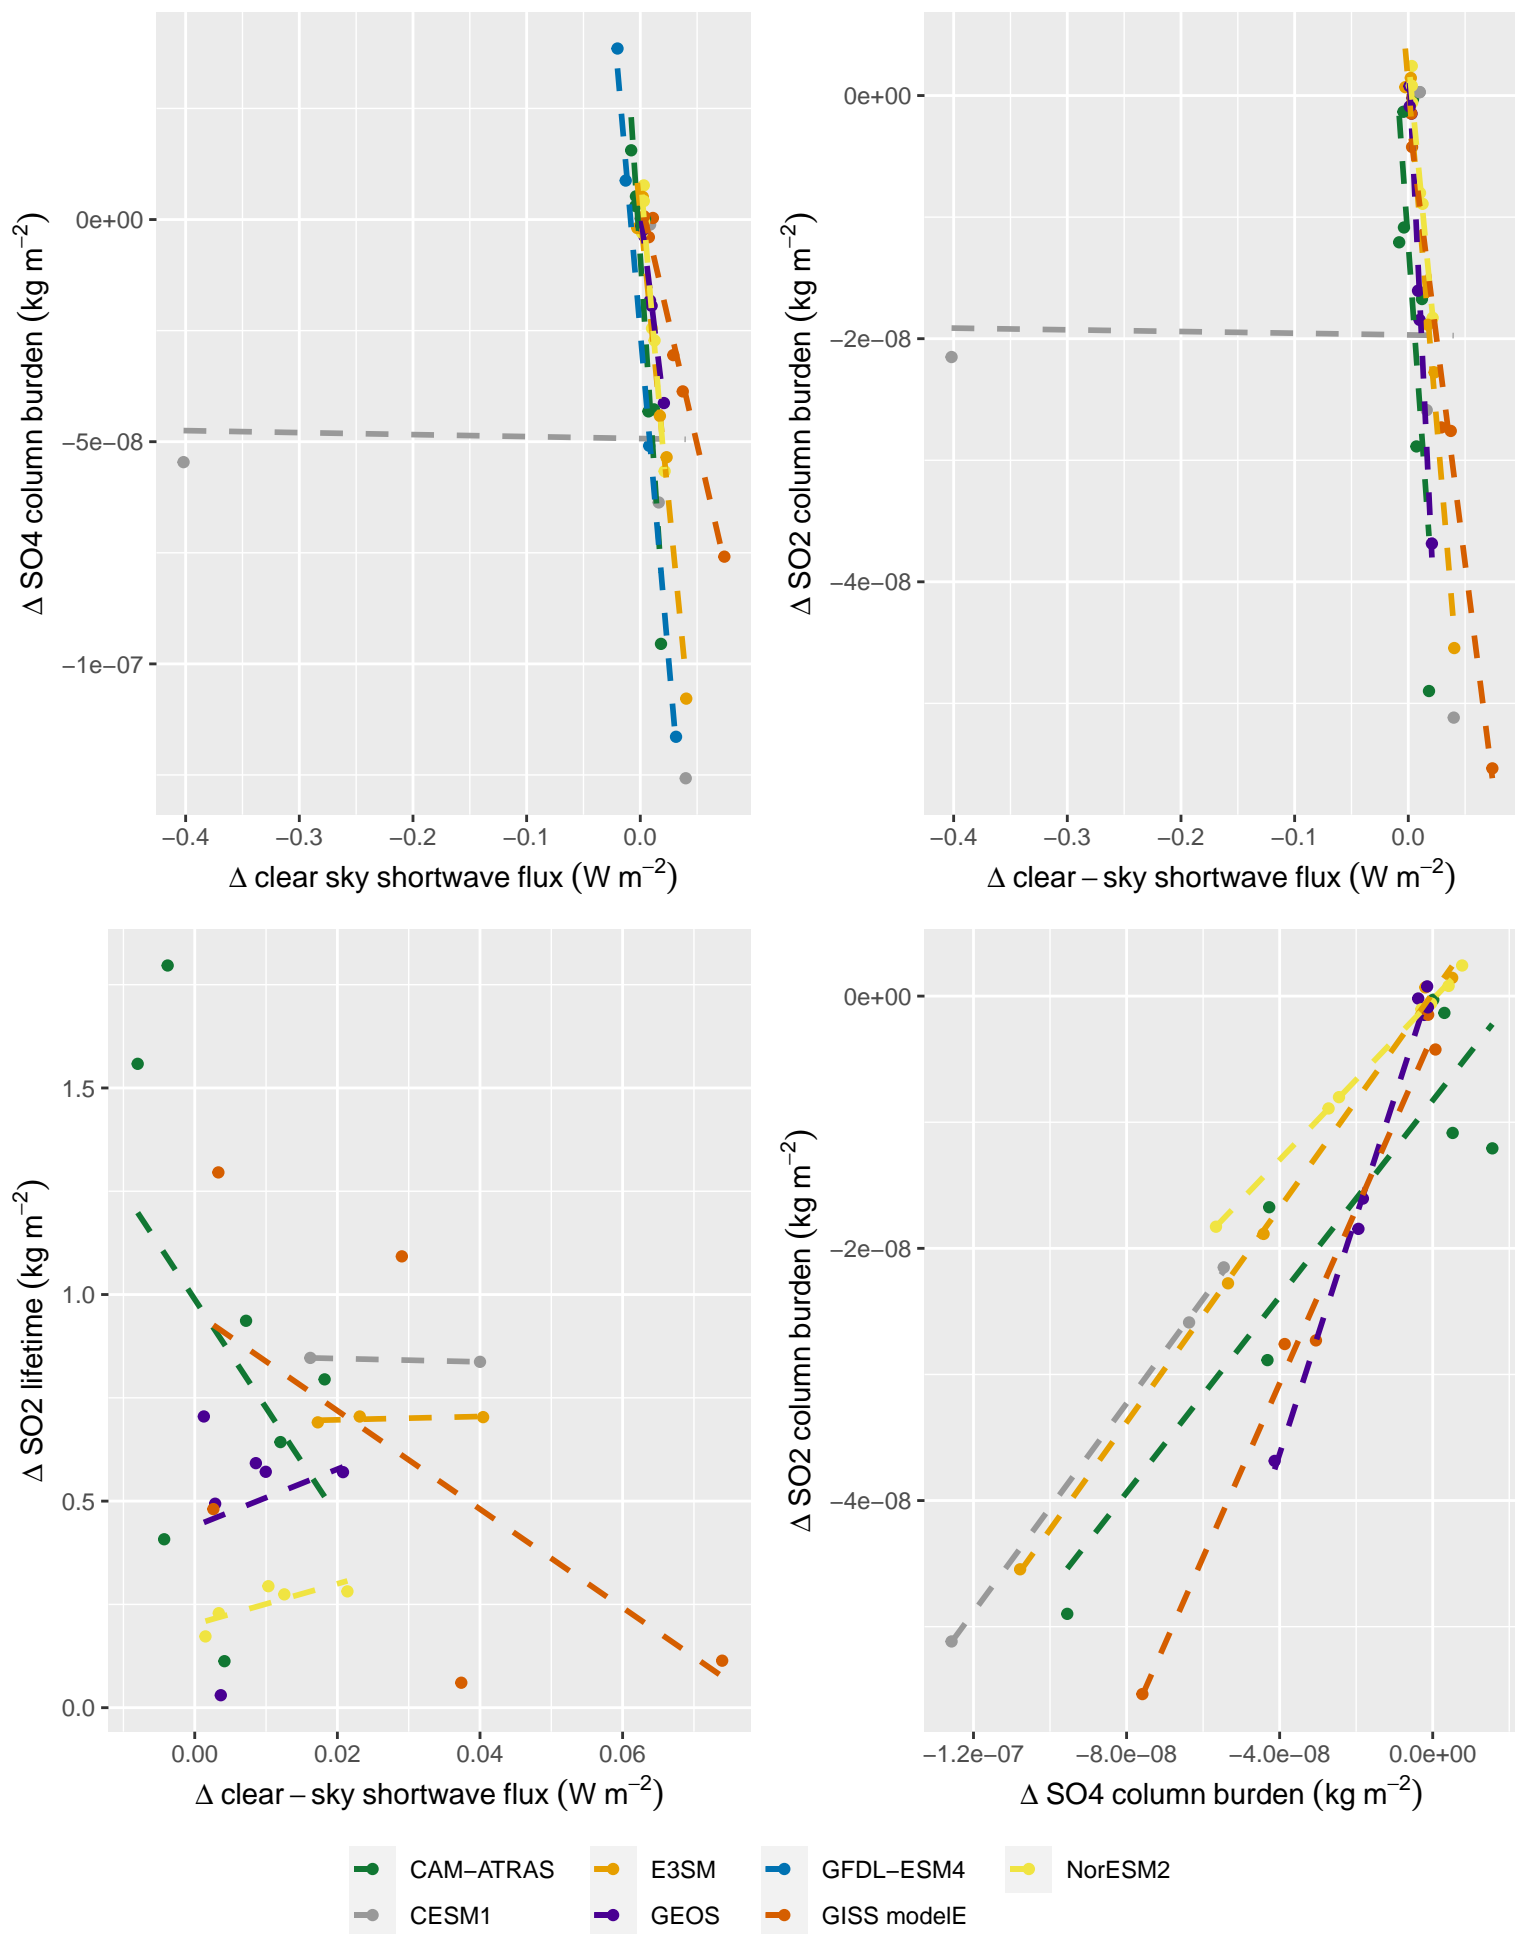 Δ SO4 column burden (kg m⁻²)
0e+00
−5e−08
−1e−07
−0.4 −0.3 −0.2 −0.1 0.0
Δ clear sky shortwave flux (W m⁻²)
Δ SO2 column burden (kg m⁻²)
0e+00
−2e−08
−4e−08
−0.4 −0.3 −0.2 −0.1 0.0
Δ clear − sky shortwave flux (W m⁻²)
Δ SO2 lifetime (kg m⁻²)
1.5
1.0
0.5
0.0
0.00 0.02 0.04 0.06
Δ clear − sky shortwave flux (W m⁻²)
Δ SO2 column burden (kg m⁻²)
0e+00
−2e−08
−4e−08
−1.2e−07 −8.0e−08 −4.0e−08 0.0e+00
Δ SO4 column burden (kg m⁻²)
CAM−ATRAS E3SM GFDL−ESM4 NorESM2
CESM1 GEOS GISS modelE